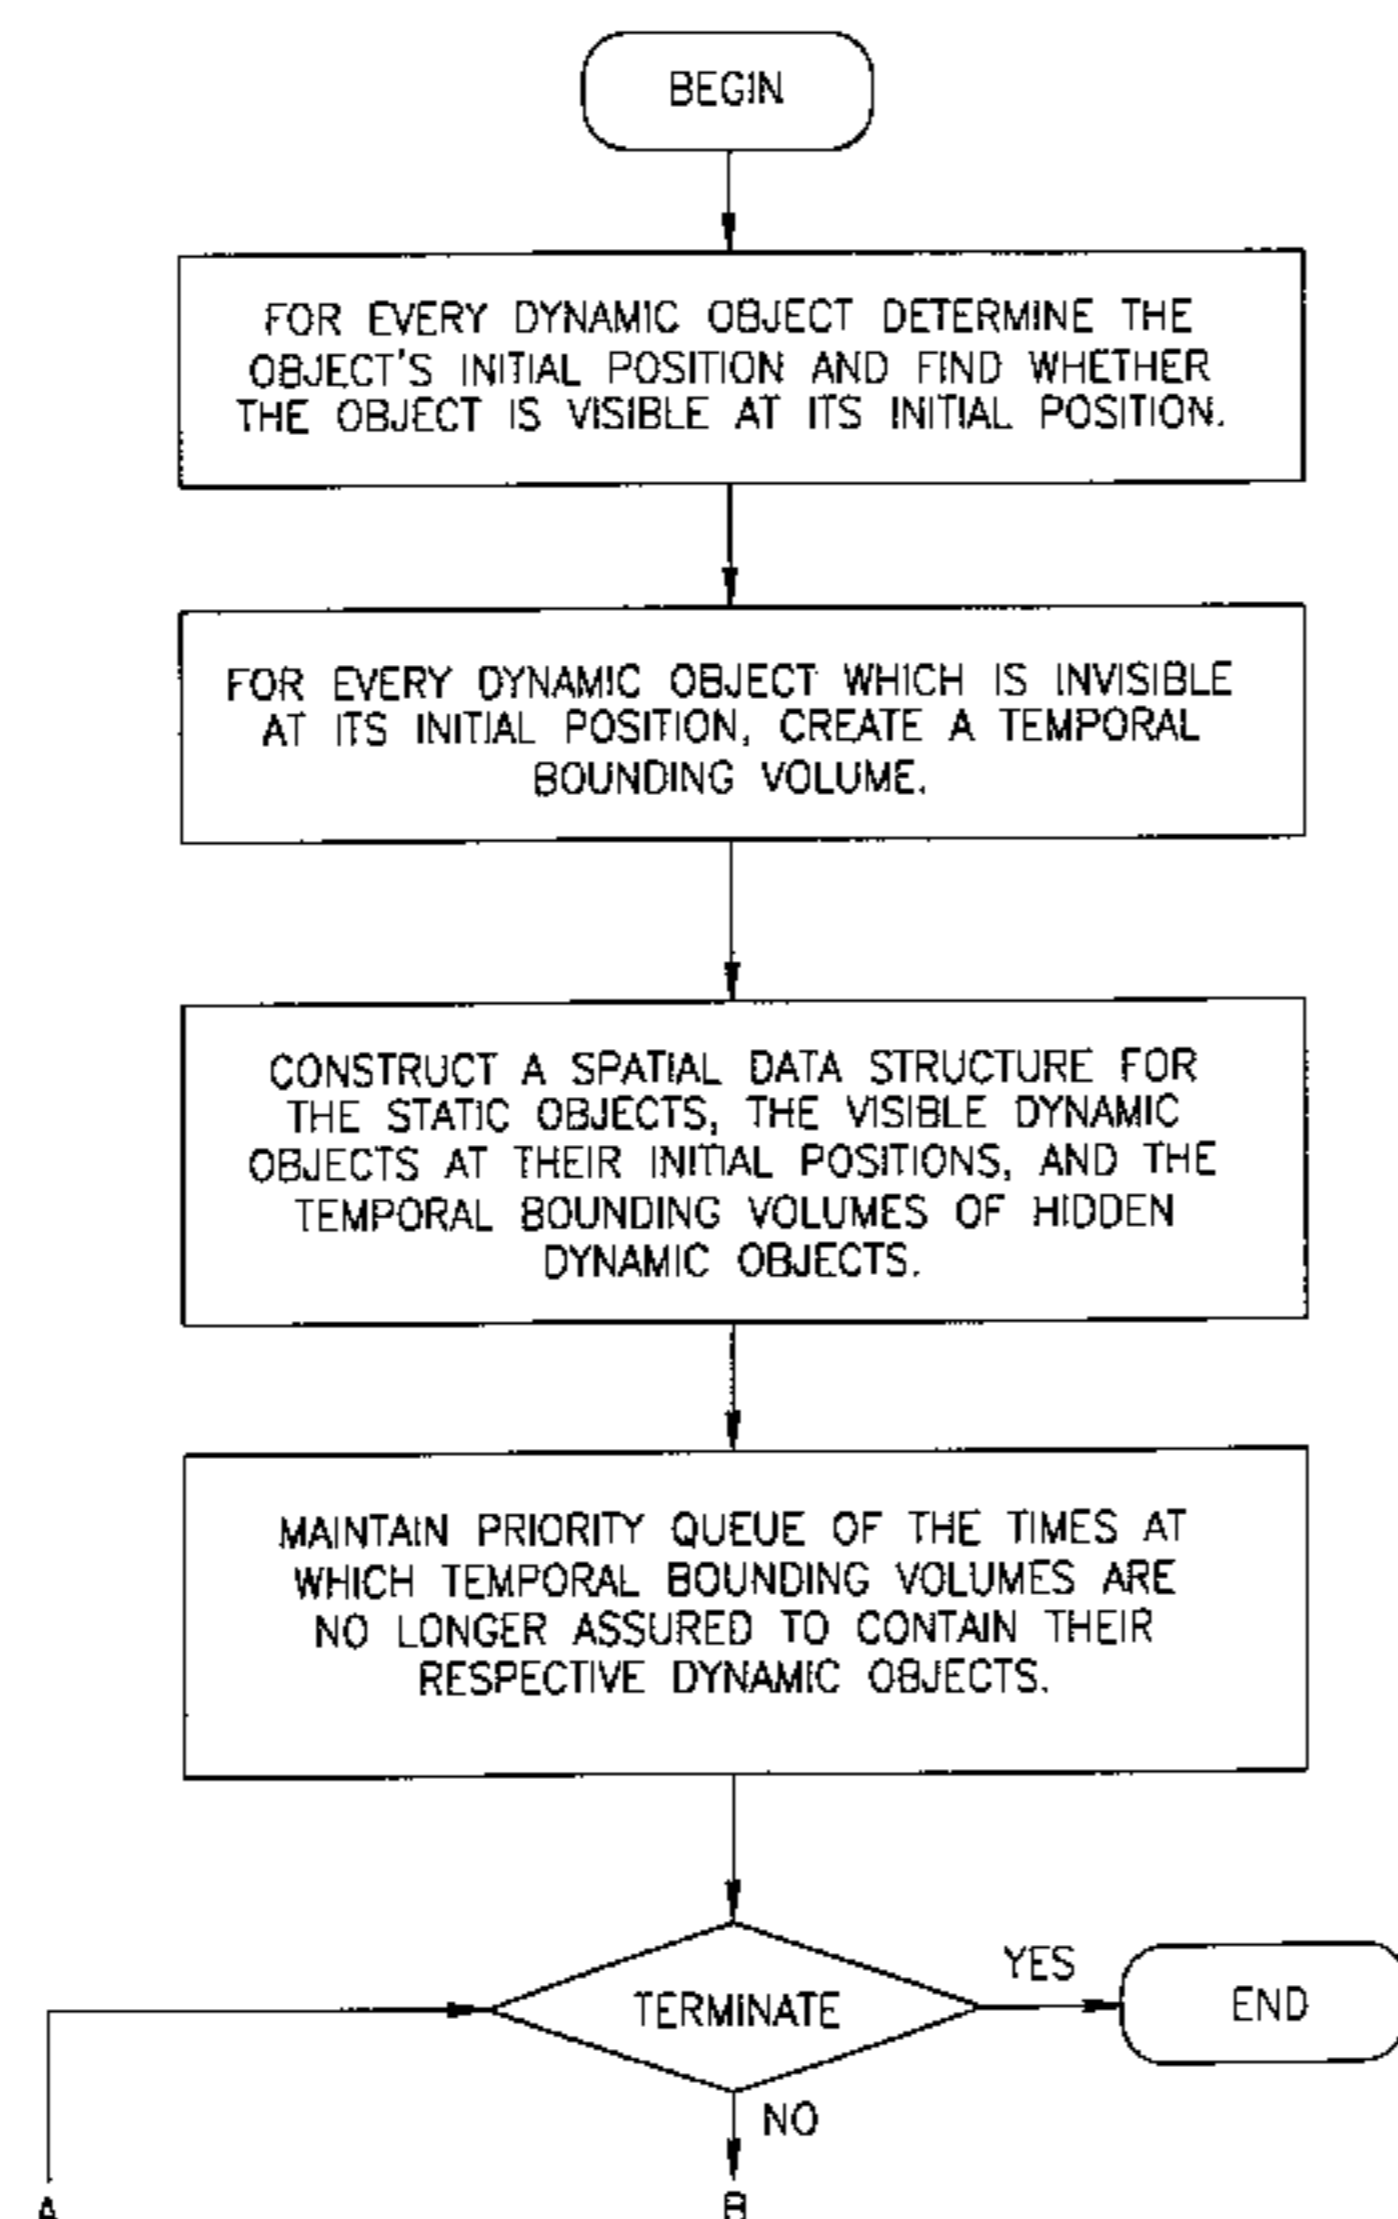 BEGIN
FOR EVERY DYNAMIC OBJECT DETERMINE THE
OBJECT'S INITIAL POSITION AND FIND WHETHER
THE OBJECT IS VISIBLE AT ITS INITIAL POSITION.
FOR EVERY DYNAMIC OBJECT WHICH IS INVISIBLE
AT ITS INITIAL POSITION, CREATE A TEMPORAL
BOUNDING VOLUME.
CONSTRUCT A SPATIAL DATA STRUCTURE FOR
THE STATIC OBJECTS, THE VISIBLE DYNAMIC
OBJECTS AT THEIR INITIAL POSITIONS, AND THE
TEMPORAL BOUNDING VOLUMES OF HIDDEN
DYNAMIC OBJECTS.
MAINTAIN PRIORITY QUEUE OF THE TIMES AT
WHICH TEMPORAL BOUNDING VOLUMES ARE
NO LONGER ASSURED TO CONTAIN THEIR
RESPECTIVE DYNAMIC OBJECTS.
YES
TERMINATE
END
NO
A
B